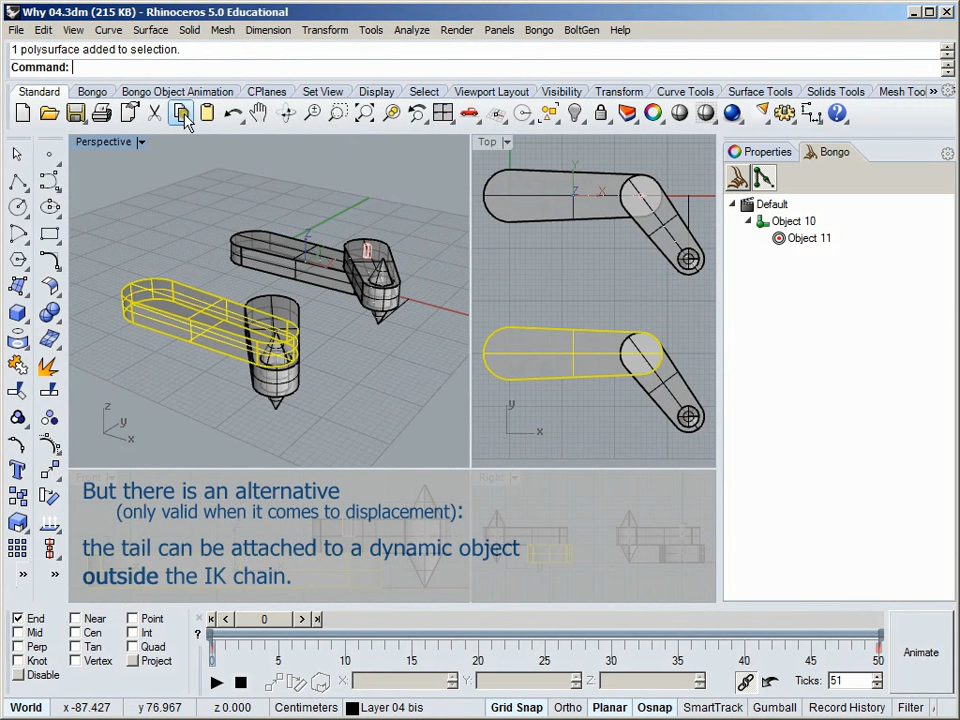 Why 04.3dm (215 KB) - Rhinoceros 5.0 Educational
File Edit View Curve Surface Solid Mesh Dimension Transform Tools Analyze Render Panels Bongo BoltGen Help
1 polysurface added to selection.
Command:
Standard Bongo Bongo Object Animation CPlanes Set View Display Select Viewport Layout Visibility Transform Curve Tools Surface Tools Solids Tools Mesh Tool »
Perspective
Top
Properties Bongo
Default
Object 10
Object 11
z
y
x
Y
Z X
y
x
Front
Right
But there is an alternative
(only valid when it comes to displacement):
the tail can be attached to a dynamic object
outside the IK chain.
» »
End Near Point
Mid Cen Int
Perp Tan Quad
Knot Vertex Project
Disable
?
0
0 5 10 15 20 25 30 35 40 45 50
Animate
X: Y: Z: Ticks: 51
World x -87.427 y 76.967 z 0.000 Centimeters Layer 04 bis Grid Snap Ortho Planar Osnap SmartTrack Gumball Record History Filter